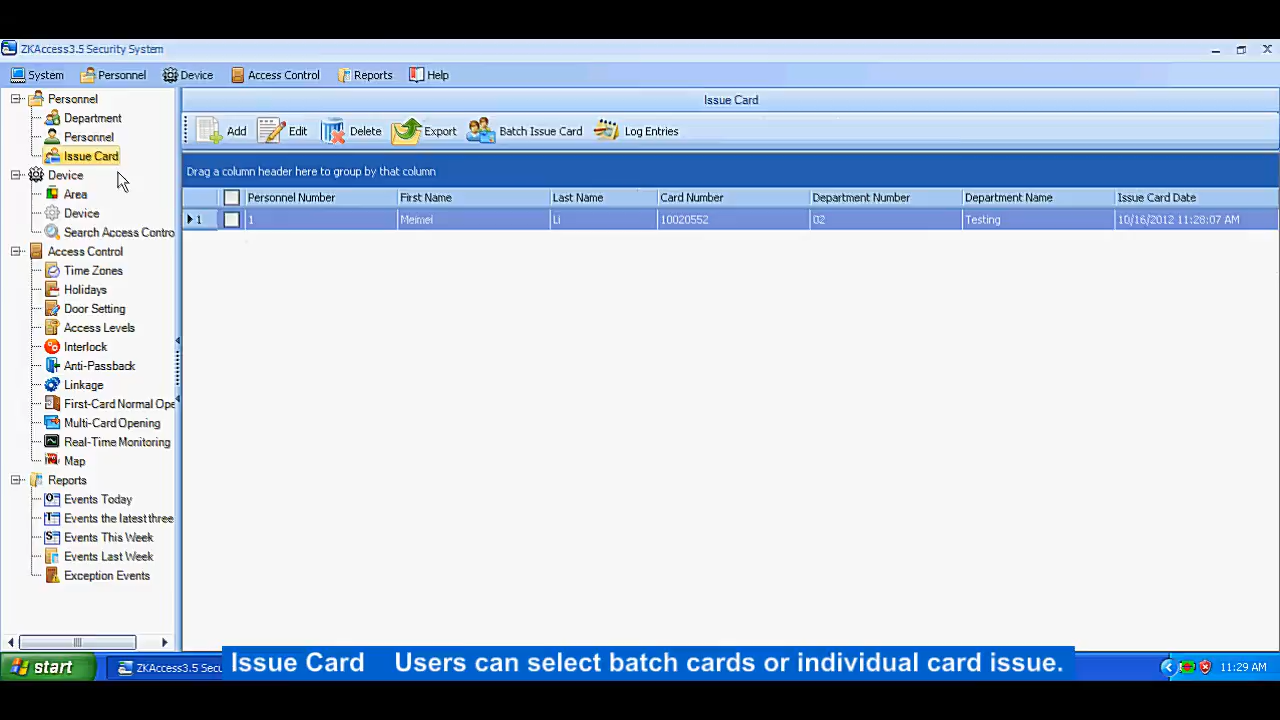 ZKAccess3.5 Security System
System Personnel Device Access Control Reports Help
Personnel
Department
Personnel
Issue Card
Device
Area
Device
Search Access Contro
Access Control
Time Zones
Holidays
Door Setting
Access Levels
Interlock
Anti-Passback
Linkage
First-Card Normal Ope
Multi-Card Opening
Real-Time Monitoring
Map
Reports
Events Today
Events the latest three
Events This Week
Events Last Week
Exception Events
Issue Card
Add Edit Delete Export Batch Issue Card Log Entries
Drag a column header here to group by that column
Personnel Number First Name Last Name Card Number Department Number Department Name Issue Card Date
1 1 Meimei Li 10020552 02 Testing 10/16/2012 11:28:07 AM
start ZKAccess3.5 Secu 11:29 AM
Issue Card Users can select batch cards or individual card issue.